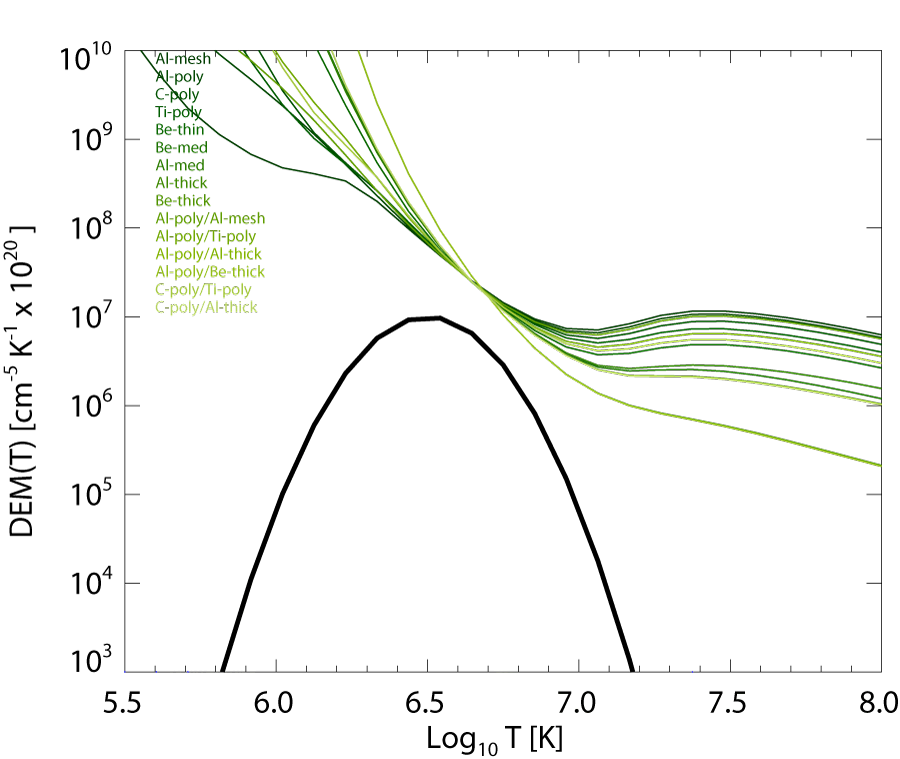 10^10
10^9
10^8
10^7
10^6
10^5
10^4
10^3
DEM(T) [cm^-5 K^-1 x 10^20 ]
Al-mesh
Al-poly
C-poly
Ti-poly
Be-thin
Be-med
Al-med
Al-thick
Be-thick
Al-poly/Al-mesh
Al-poly/Ti-poly
Al-poly/Al-thick
Al-poly/Be-thick
C-poly/Ti-poly
C-poly/Al-thick
5.5 6.0 6.5 7.0 7.5 8.0
Log_10 T [K]